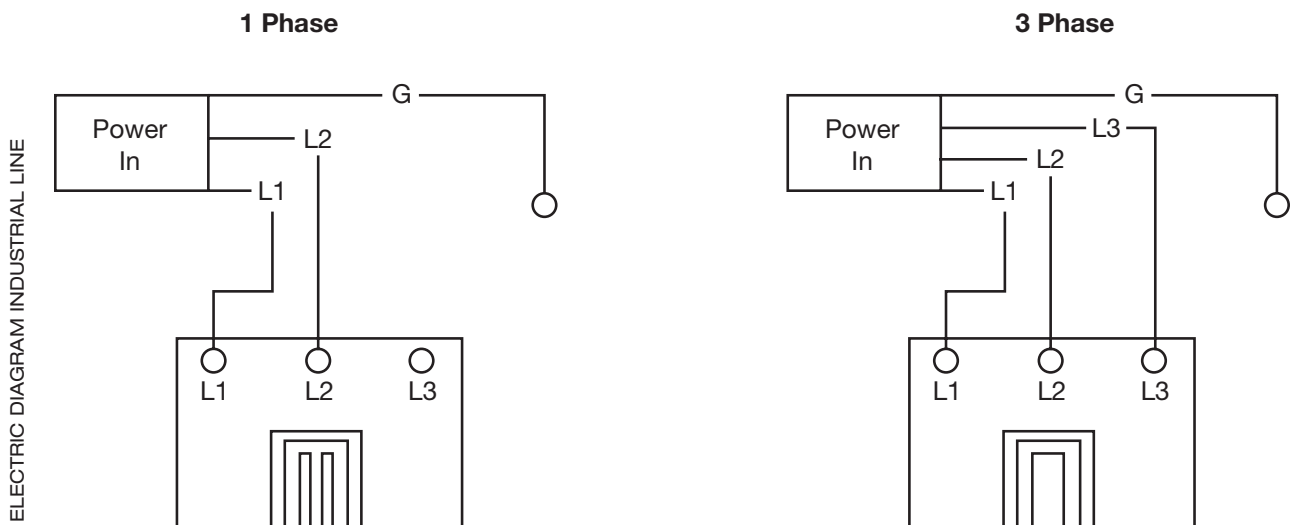 ELECTRIC DIAGRAM INDUSTRIAL LINE
1 Phase
G
Power
In
L2
L1
L1 L2 L3
3 Phase
G
Power
In
L3
L2
L1
L1 L2 L3